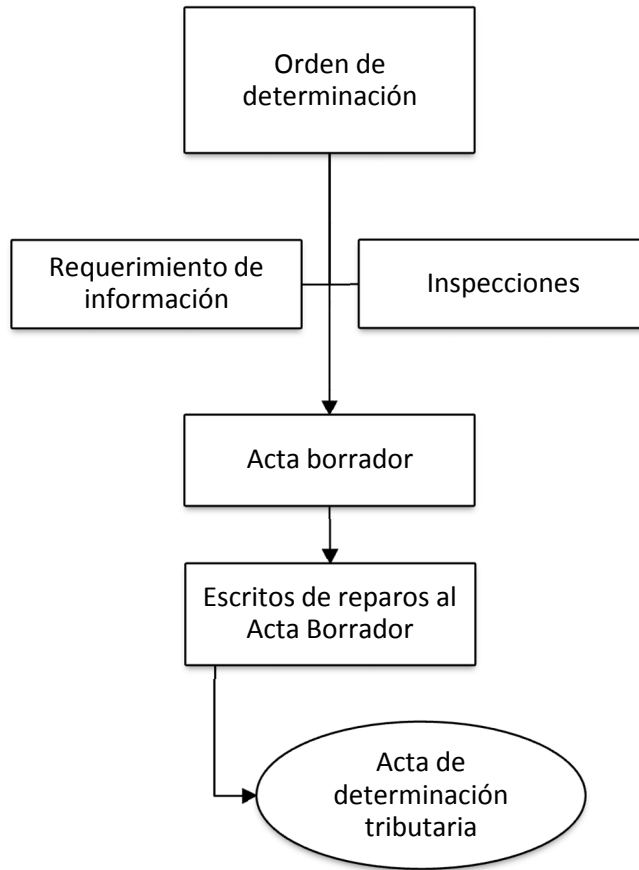 Orden de
determinación
Requerimiento de
información
Inspecciones
Acta borrador
Escritos de reparos al
Acta Borrador
Acta de
determinación
tributaria